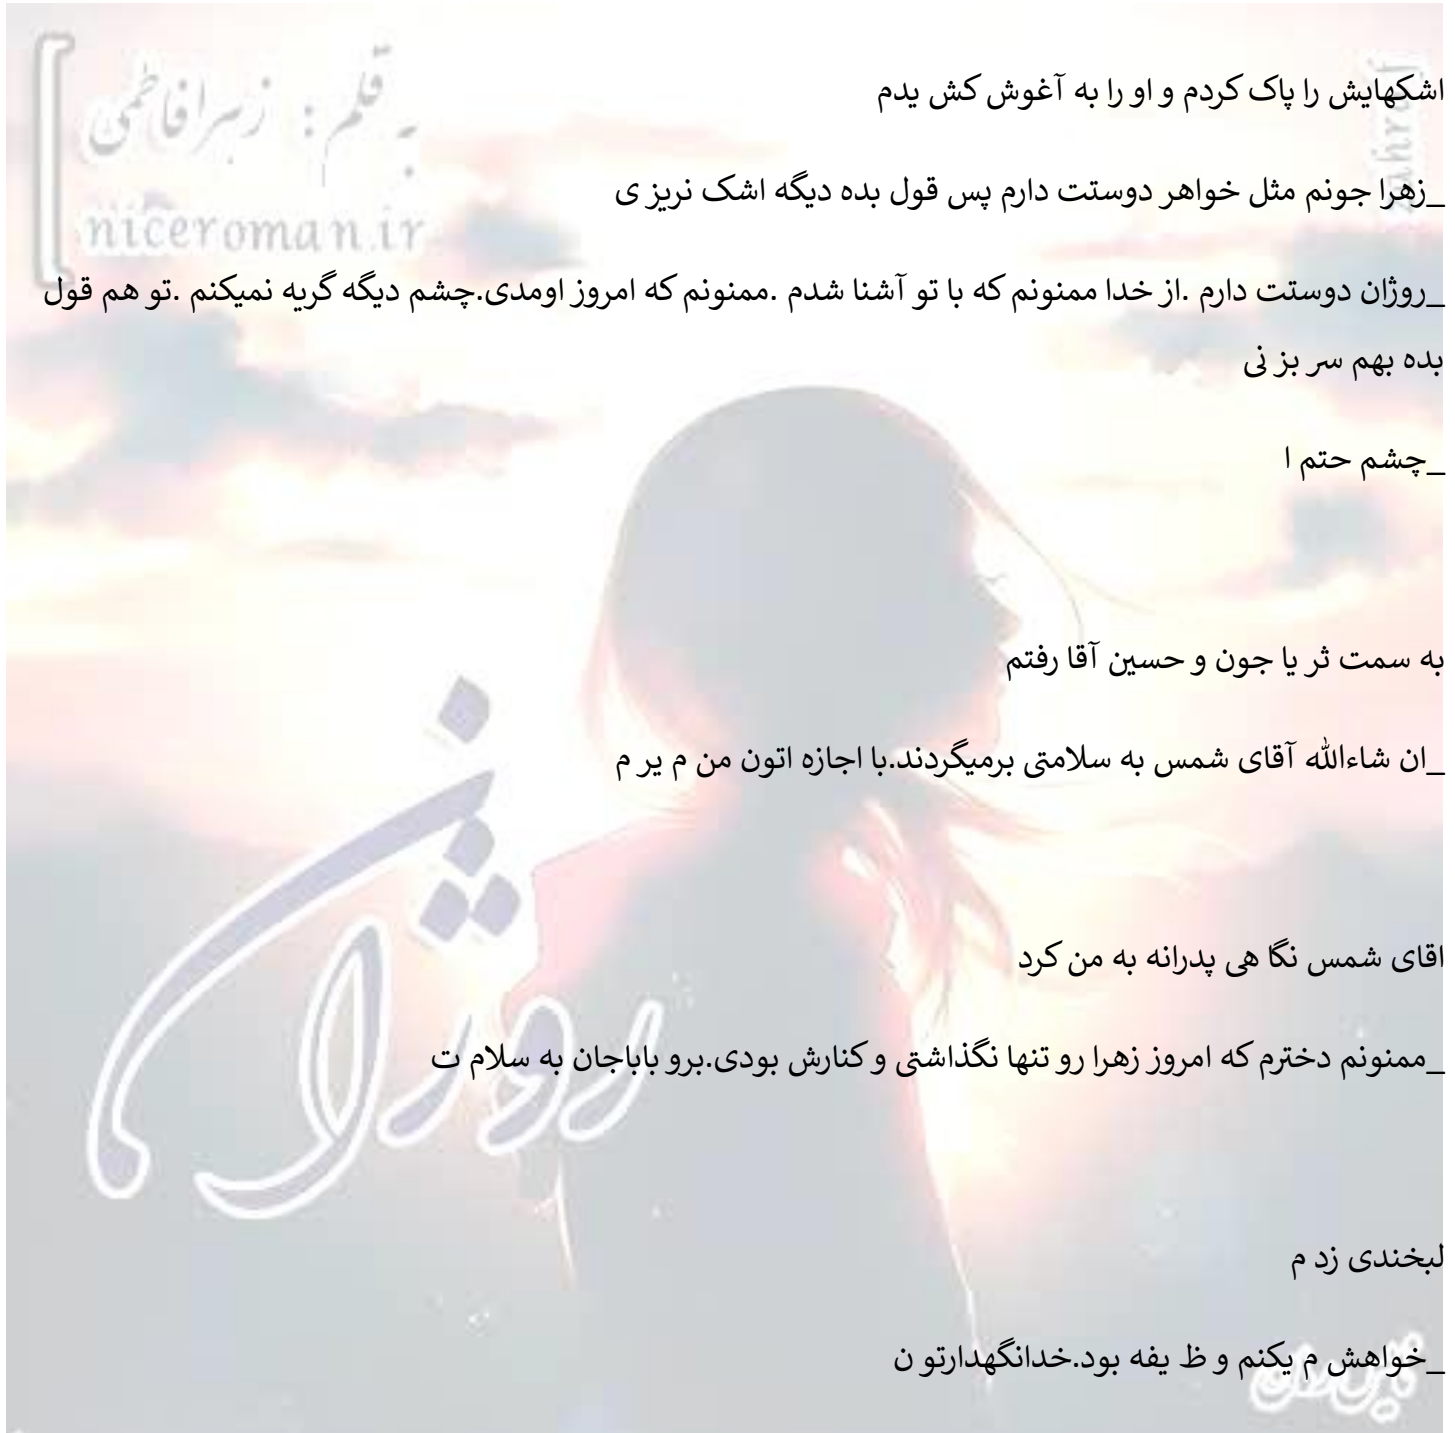 به قلم : زهرا فاطمی
niceroman.ir
اشکهایش را پاک کردم و او را به آغوش کش یدم
_زهرا جونم مثل خواهر دوستت دارم پس قول بده دیگه اشک نریز ی
_روژان دوستت دارم .از خدا ممنونم که با تو آشنا شدم .ممنونم که امروز اومدی.چشم دیگه گریه نمیکنم .تو هم قول
بده بهم سر بز نی
_چشم حتم ا
به سمت ثر یا جون و حسین آقا رفتم
_ان شاءالله آقای شمس به سلامتی برمیگردند.با اجازه اتون من م یر م
اقای شمس نگا هی پدرانه به من کرد
_ممنونم دخترم که امروز زهرا رو تنها نگذاشتی و کنارش بودی.برو باباجان به سلام ت
روژان
لبخندی زد م
_خواهش م یکنم و ظ یفه بود.خدانگهدارتو ن